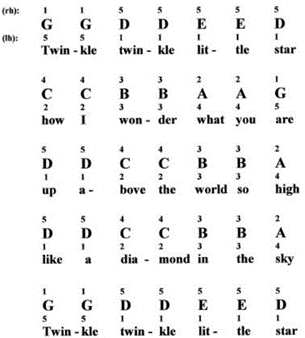 (rh): 1 1 5 5 5 5 5
G G D D E E D
(lh): 5 5 1 1 1 1 1
Twin - kle twin - kle lit - tle star
4 4 3 3 2 2 1
C C B B A A G
2 2 3 3 4 4 5
how I won - der what you are
5 5 4 4 3 3 2
D D C C B B A
1 1 2 2 3 3 4
up a - bove the world so high
5 5 4 4 3 3 2
D D C C B B A
1 1 2 2 3 3 4
like a dia - mond in the sky
1 1 5 5 5 5 5
G G D D E E D
5 5 1 1 1 1 1
Twin - kle twin - kle lit - tle star